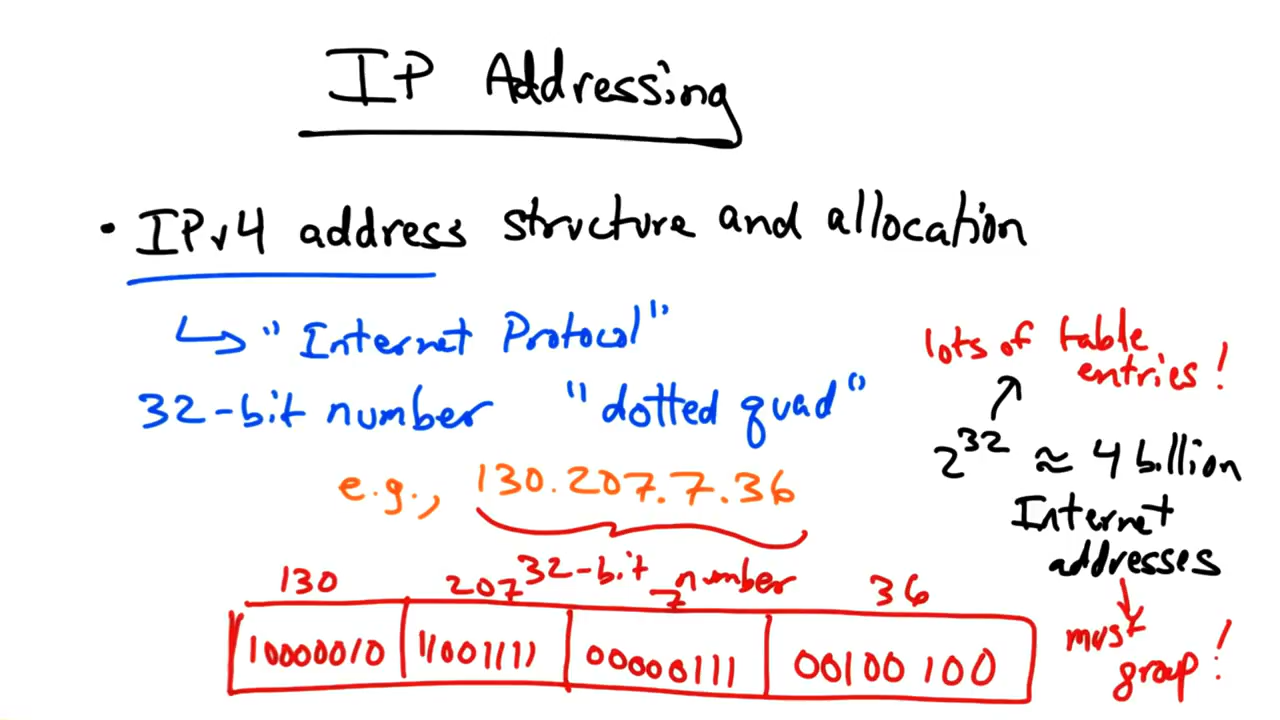 IP Addressing
• IPv4 address structure and allocation
↳ "Internet Protocol"
32-bit number "dotted quad"
e.g., 130.207.7.36
32-bit number
130 207 7 36
10000010 11001111 00000111 00100100
lots of table
entries!
2^32 ≈ 4 billion
Internet
addresses
must
group!